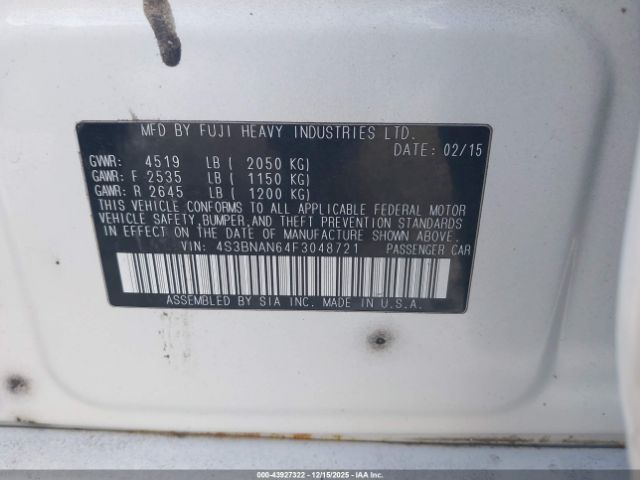 MFD BY FUJI HEAVY INDUSTRIES LTD.
DATE: 02/15
GVWR: 4519 LB ( 2050 KG)
GAWR: F 2535 LB ( 1150 KG)
GAWR: R 2645 LB ( 1200 KG)
THIS VEHICLE CONFORMS TO ALL APPLICABLE FEDERAL MOTOR
VEHICLE SAFETY, BUMPER, AND THEFT PREVENTION STANDARDS
IN EFFECT ON THE DATE OF MANUFACTURE SHOWN ABOVE.
VIN: 4S3BNAN64F3048721 PASSENGER CAR
ASSEMBLED BY SIA INC. MADE IN U.S.A.
000-43927322 - 12/15/2025 - IAA Inc.